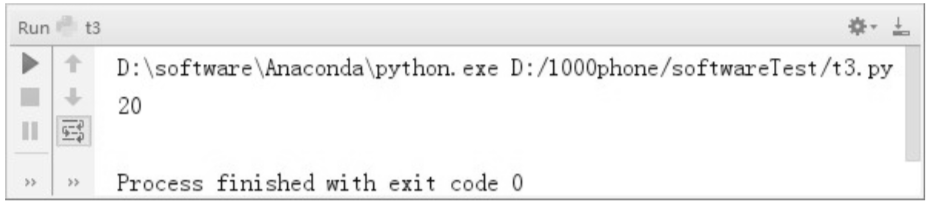 Run t3
D:\software\Anaconda\python.exe D:/1000phone/softwareTest/t3.py
20
Process finished with exit code 0